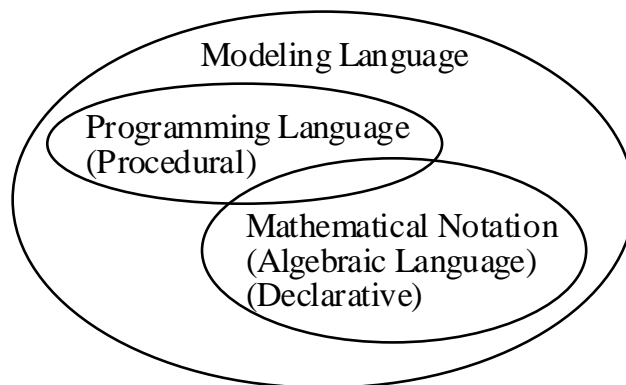 Modeling Language
Programming Language
(Procedural)
Mathematical Notation
(Algebraic Language)
(Declarative)